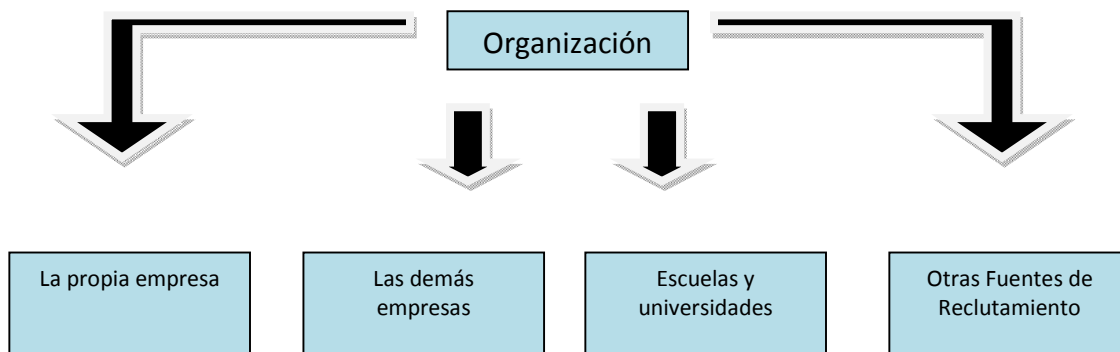 Organización
La propia empresa
Las demás
empresas
Escuelas y
universidades
Otras Fuentes de
Reclutamiento